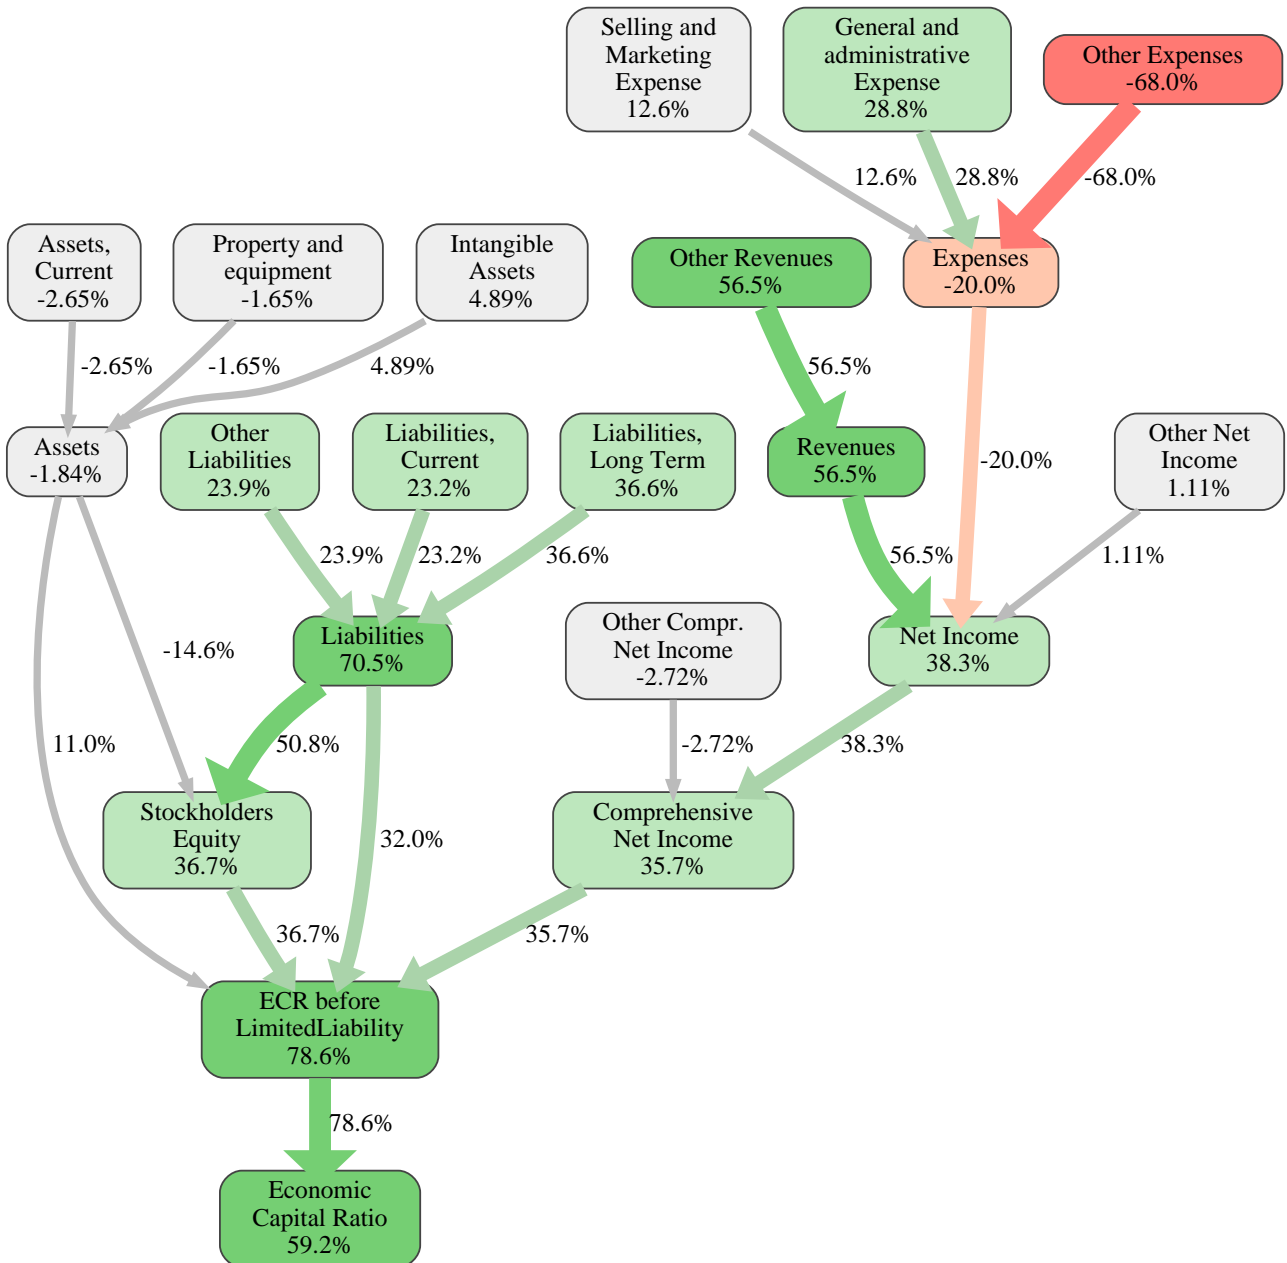 Selling and
Marketing
Expense
12.6%
General and
administrative
Expense
28.8%
Other Expenses
-68.0%
12.6%
28.8%
-68.0%
Assets,
Current
-2.65%
Property and
equipment
-1.65%
Intangible
Assets
4.89%
Other Revenues
56.5%
Expenses
-20.0%
-2.65%
-1.65%
4.89%
56.5%
Assets
-1.84%
Other
Liabilities
23.9%
Liabilities,
Current
23.2%
Liabilities,
Long Term
36.6%
Revenues
56.5%
-20.0%
Other Net
Income
1.11%
23.9%
23.2%
36.6%
56.5%
1.11%
-14.6%
Liabilities
70.5%
Other Compr.
Net Income
-2.72%
Net Income
38.3%
11.0%
50.8%
-2.72%
38.3%
Stockholders
Equity
36.7%
32.0%
Comprehensive
Net Income
35.7%
36.7%
35.7%
ECR before
LimitedLiability
78.6%
78.6%
Economic
Capital Ratio
59.2%